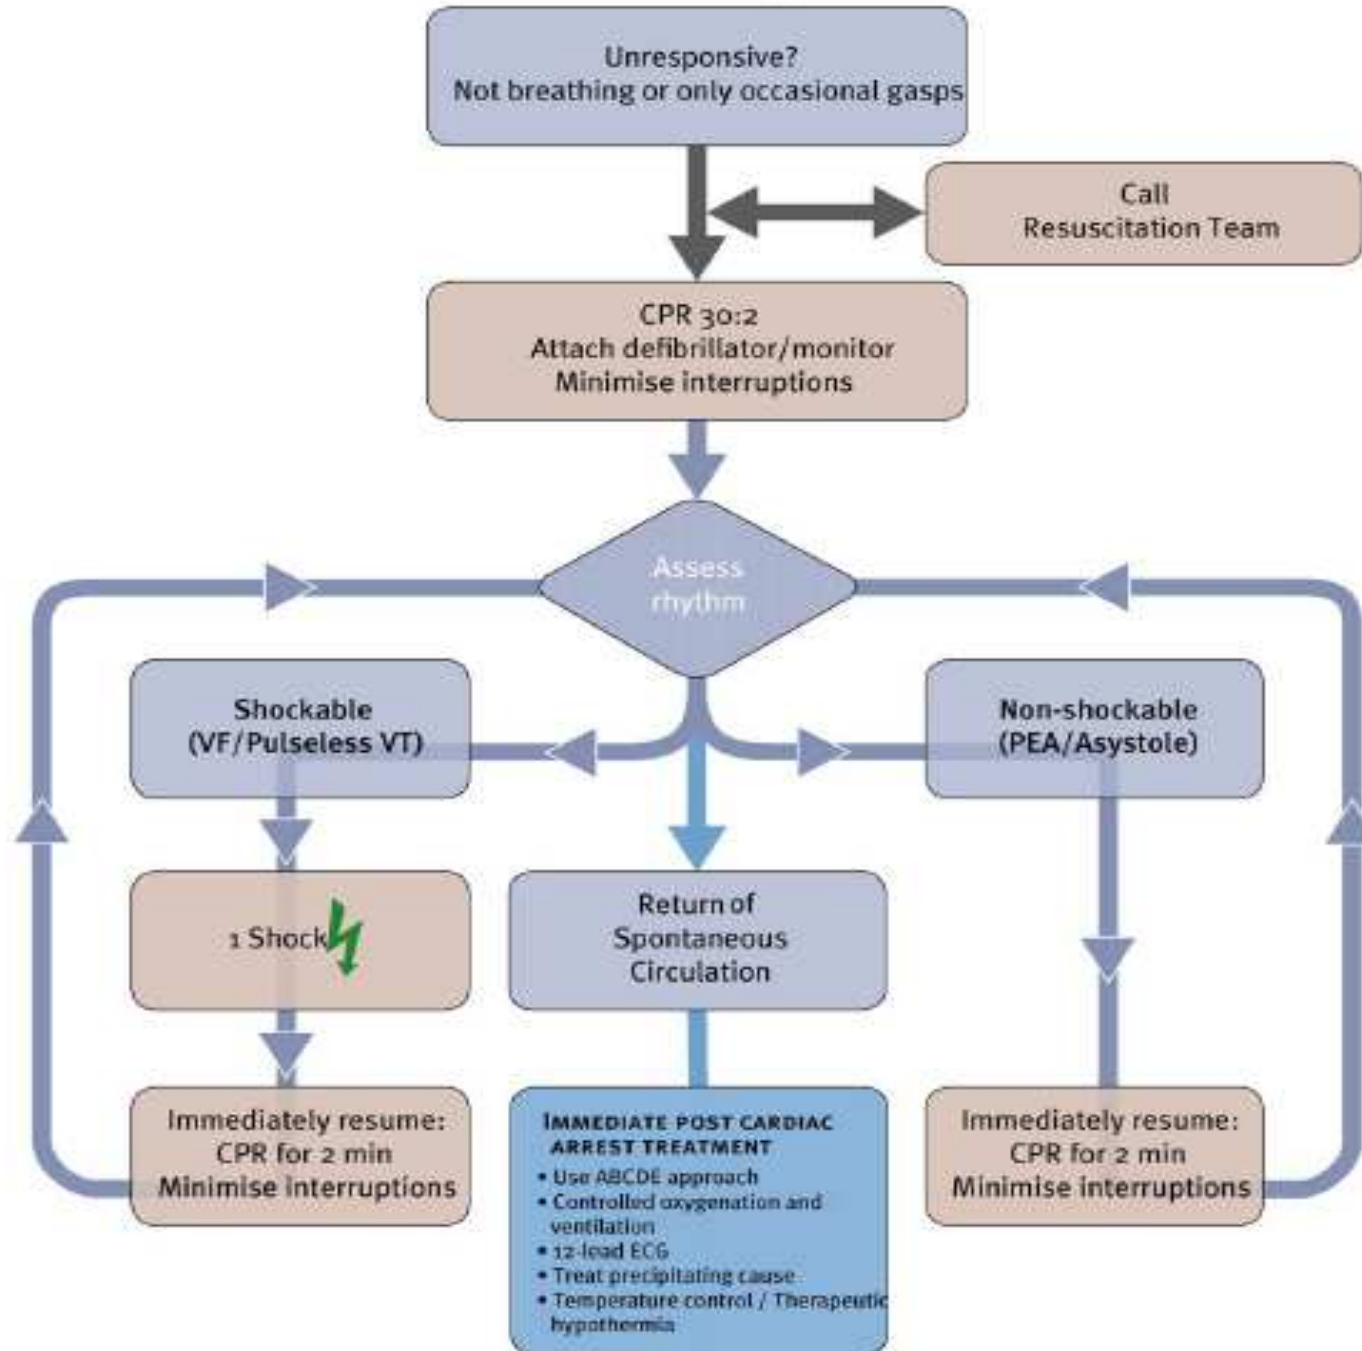 Unresponsive?
Not breathing or only occasional gasps
Call
Resuscitation Team
CPR 30:2
Attach defibrillator/monitor
Minimise interruptions
Assess
rhythm
Shockable
(VF/Pulseless VT)
Non-shockable
(PEA/Asystole)
1 Shock
Return of
Spontaneous
Circulation
Immediately resume:
CPR for 2 min
Minimise interruptions
IMMEDIATE POST CARDIAC
ARREST TREATMENT
• Use ABCDE approach
• Controlled oxygenation and
ventilation
• 12-lead ECG
• Treat precipitating cause
• Temperature control / Therapeutic
hypothermia
Immediately resume:
CPR for 2 min
Minimise interruptions